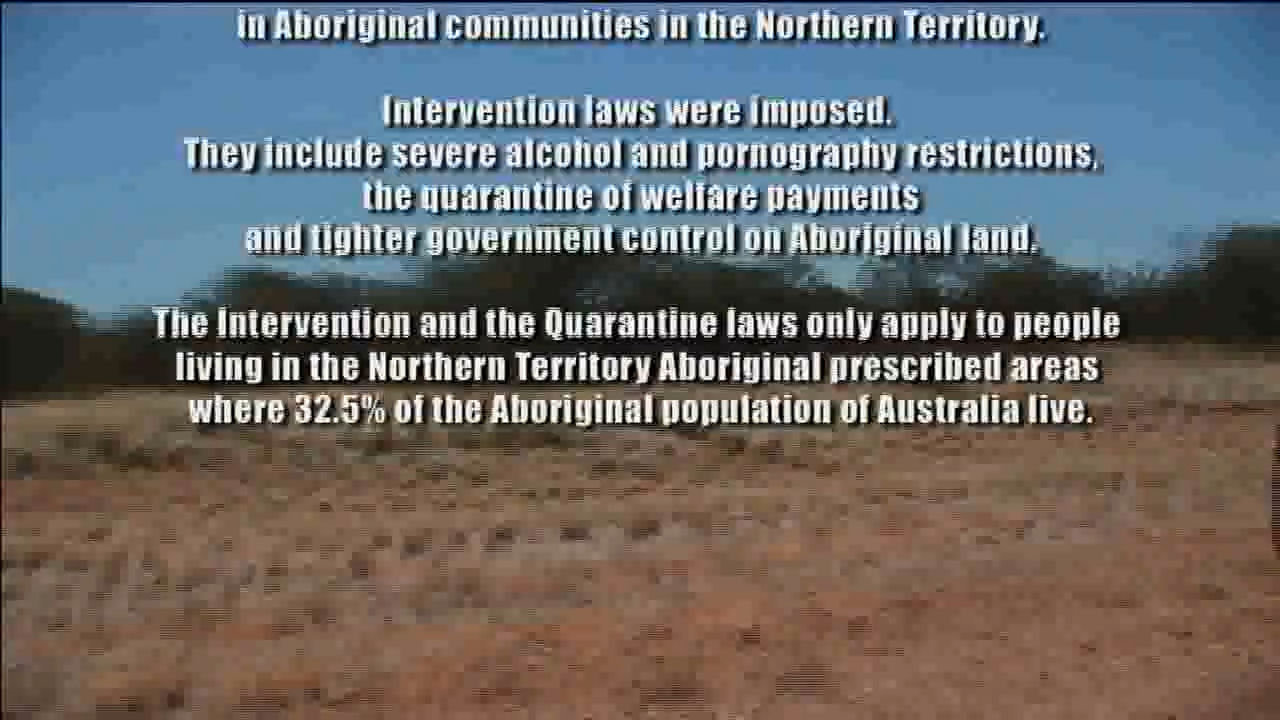 in Aboriginal communities in the Northern Territory.
Intervention laws were imposed.
They include severe alcohol and pornography restrictions,
the quarantine of welfare payments
and tighter government control on Aboriginal land.
The Intervention and the Quarantine laws only apply to people
living in the Northern Territory Aboriginal prescribed areas
where 32.5% of the Aboriginal population of Australia live.